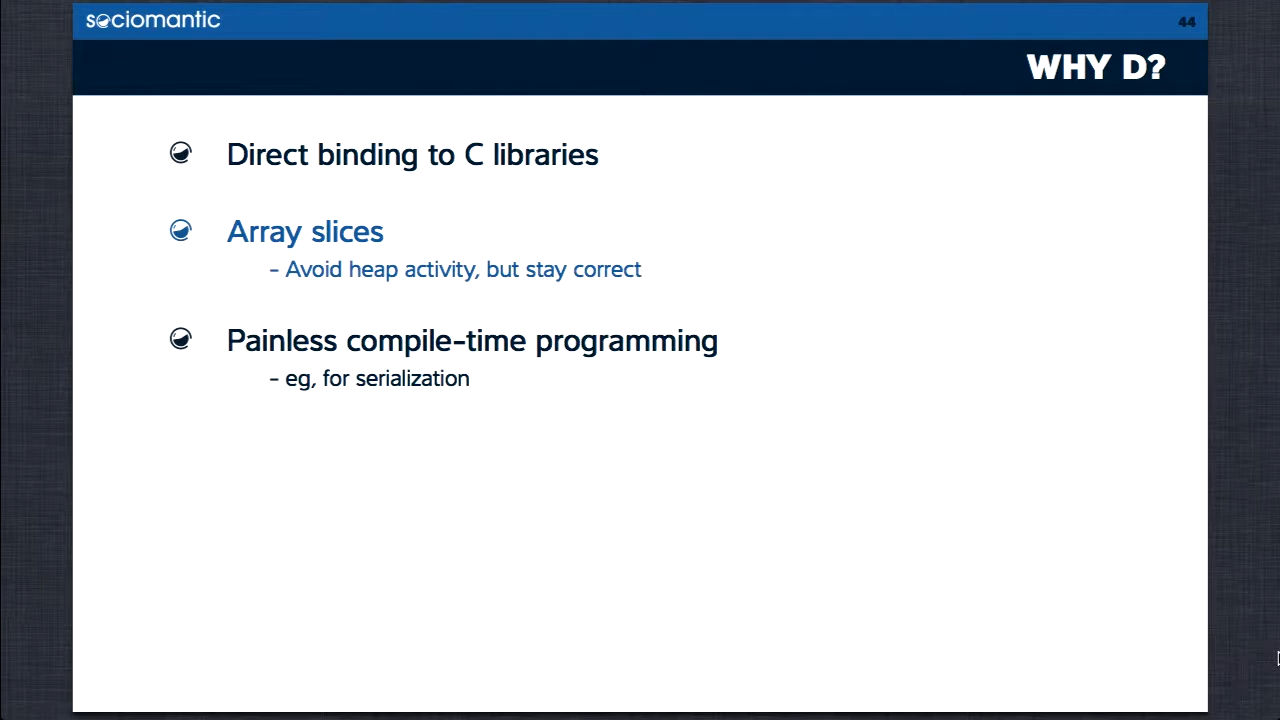 sociomantic
44
WHY D?
Direct binding to C libraries
Array slices
- Avoid heap activity, but stay correct
Painless compile-time programming
- eg, for serialization